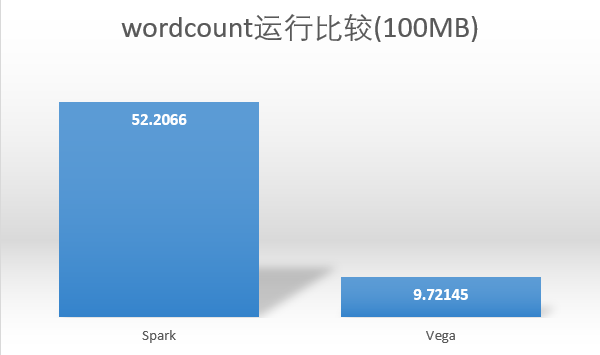 wordcount运行比较(100MB)
52.2066
9.72145
Spark
Vega